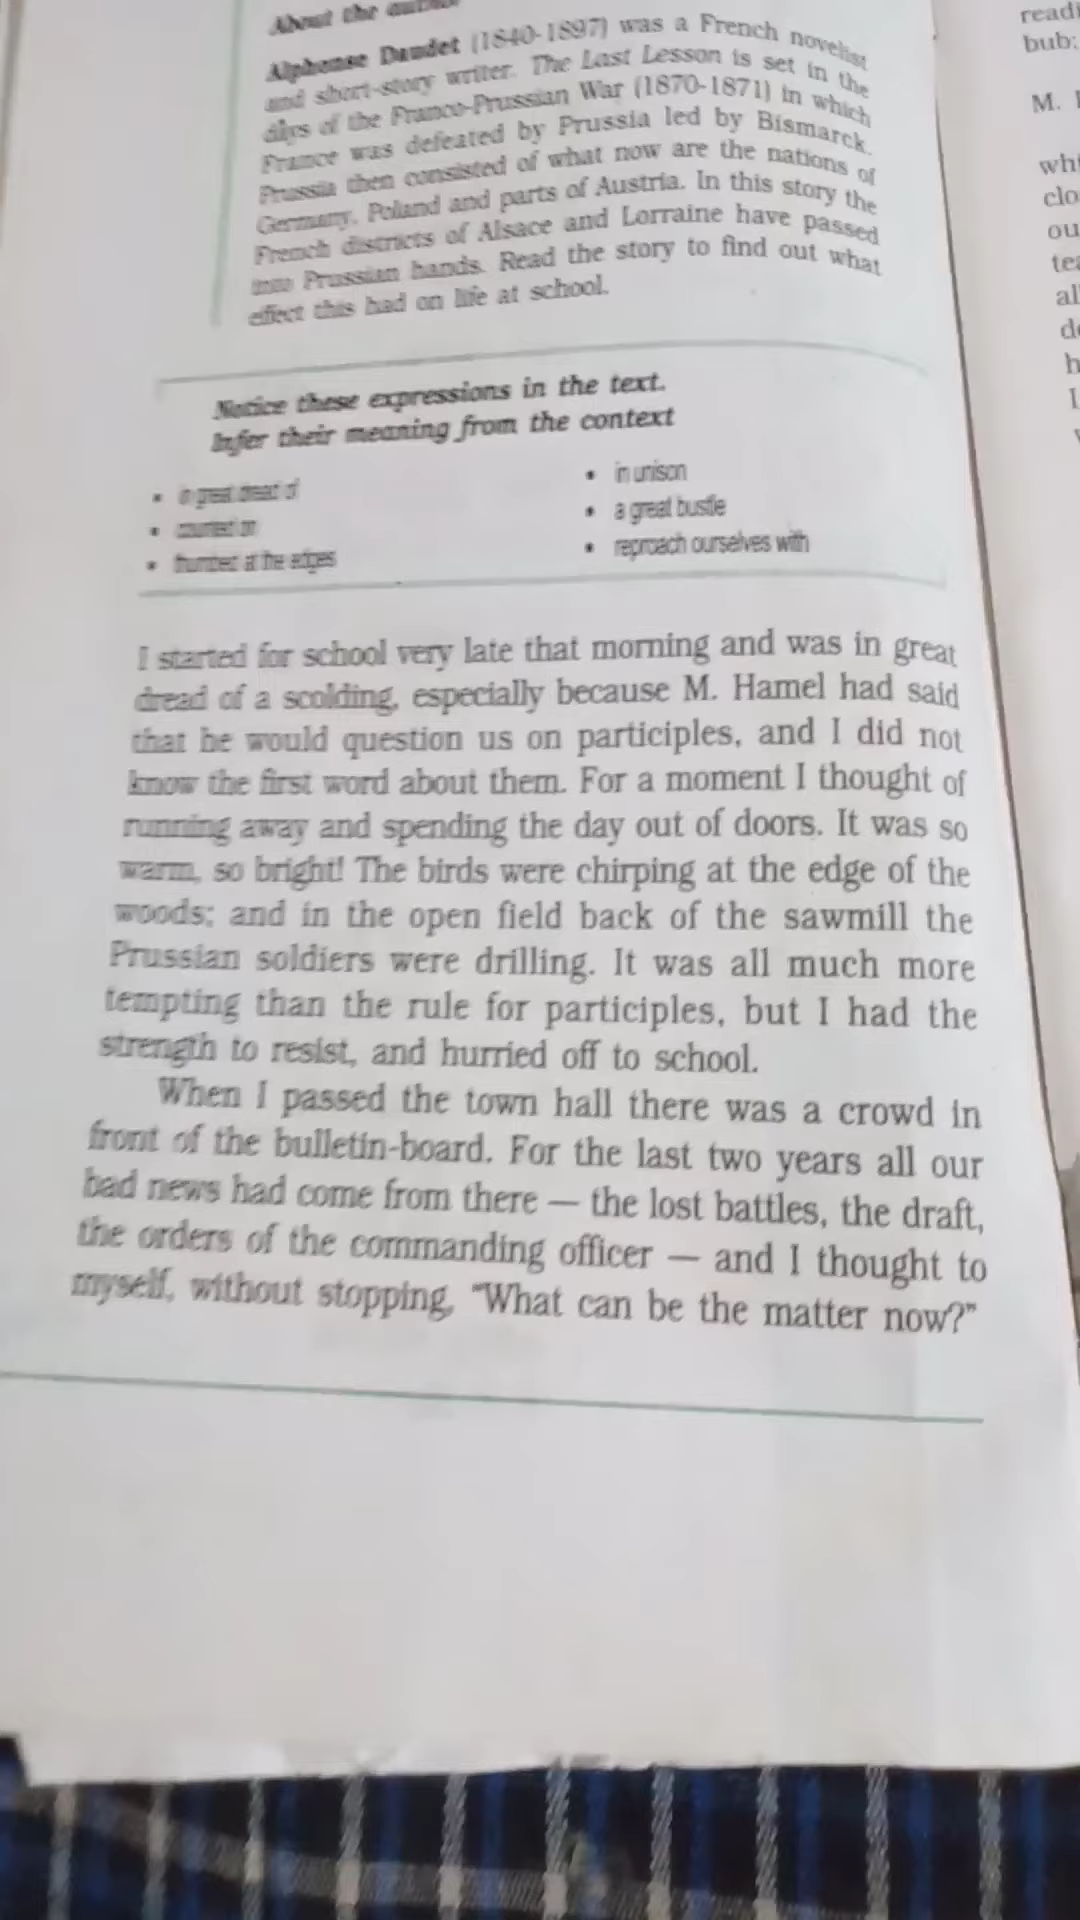 About the author
Alphonse Daudet (1840-1897) was a French novelist
and short-story writer. The Last Lesson is set in the
days of the Franco-Prussian War (1870-1871) in which
France was defeated by Prussia led by Bismarck.
Prussia then consisted of what now are the nations of
Germany, Poland and parts of Austria. In this story the
French districts of Alsace and Lorraine have passed
into Prussian hands. Read the story to find out what
effect this had on life at school.
Notice these expressions in the text.
Infer their meaning from the context
• in great dread of
• counted on
• thumbed at the edges
• in unison
• a great bustle
• reproach ourselves with
I started for school very late that morning and was in great
dread of a scolding, especially because M. Hamel had said
that he would question us on participles, and I did not
know the first word about them. For a moment I thought of
running away and spending the day out of doors. It was so
warm, so bright! The birds were chirping at the edge of the
woods; and in the open field back of the sawmill the
Prussian soldiers were drilling. It was all much more
tempting than the rule for participles, but I had the
strength to resist, and hurried off to school.
When I passed the town hall there was a crowd in
front of the bulletin-board. For the last two years all our
bad news had come from there — the lost battles, the draft,
the orders of the commanding officer — and I thought to
myself, without stopping, “What can be the matter now?”
readi
bub:
M.
whi
clo
ou
tea
al
de
h
I